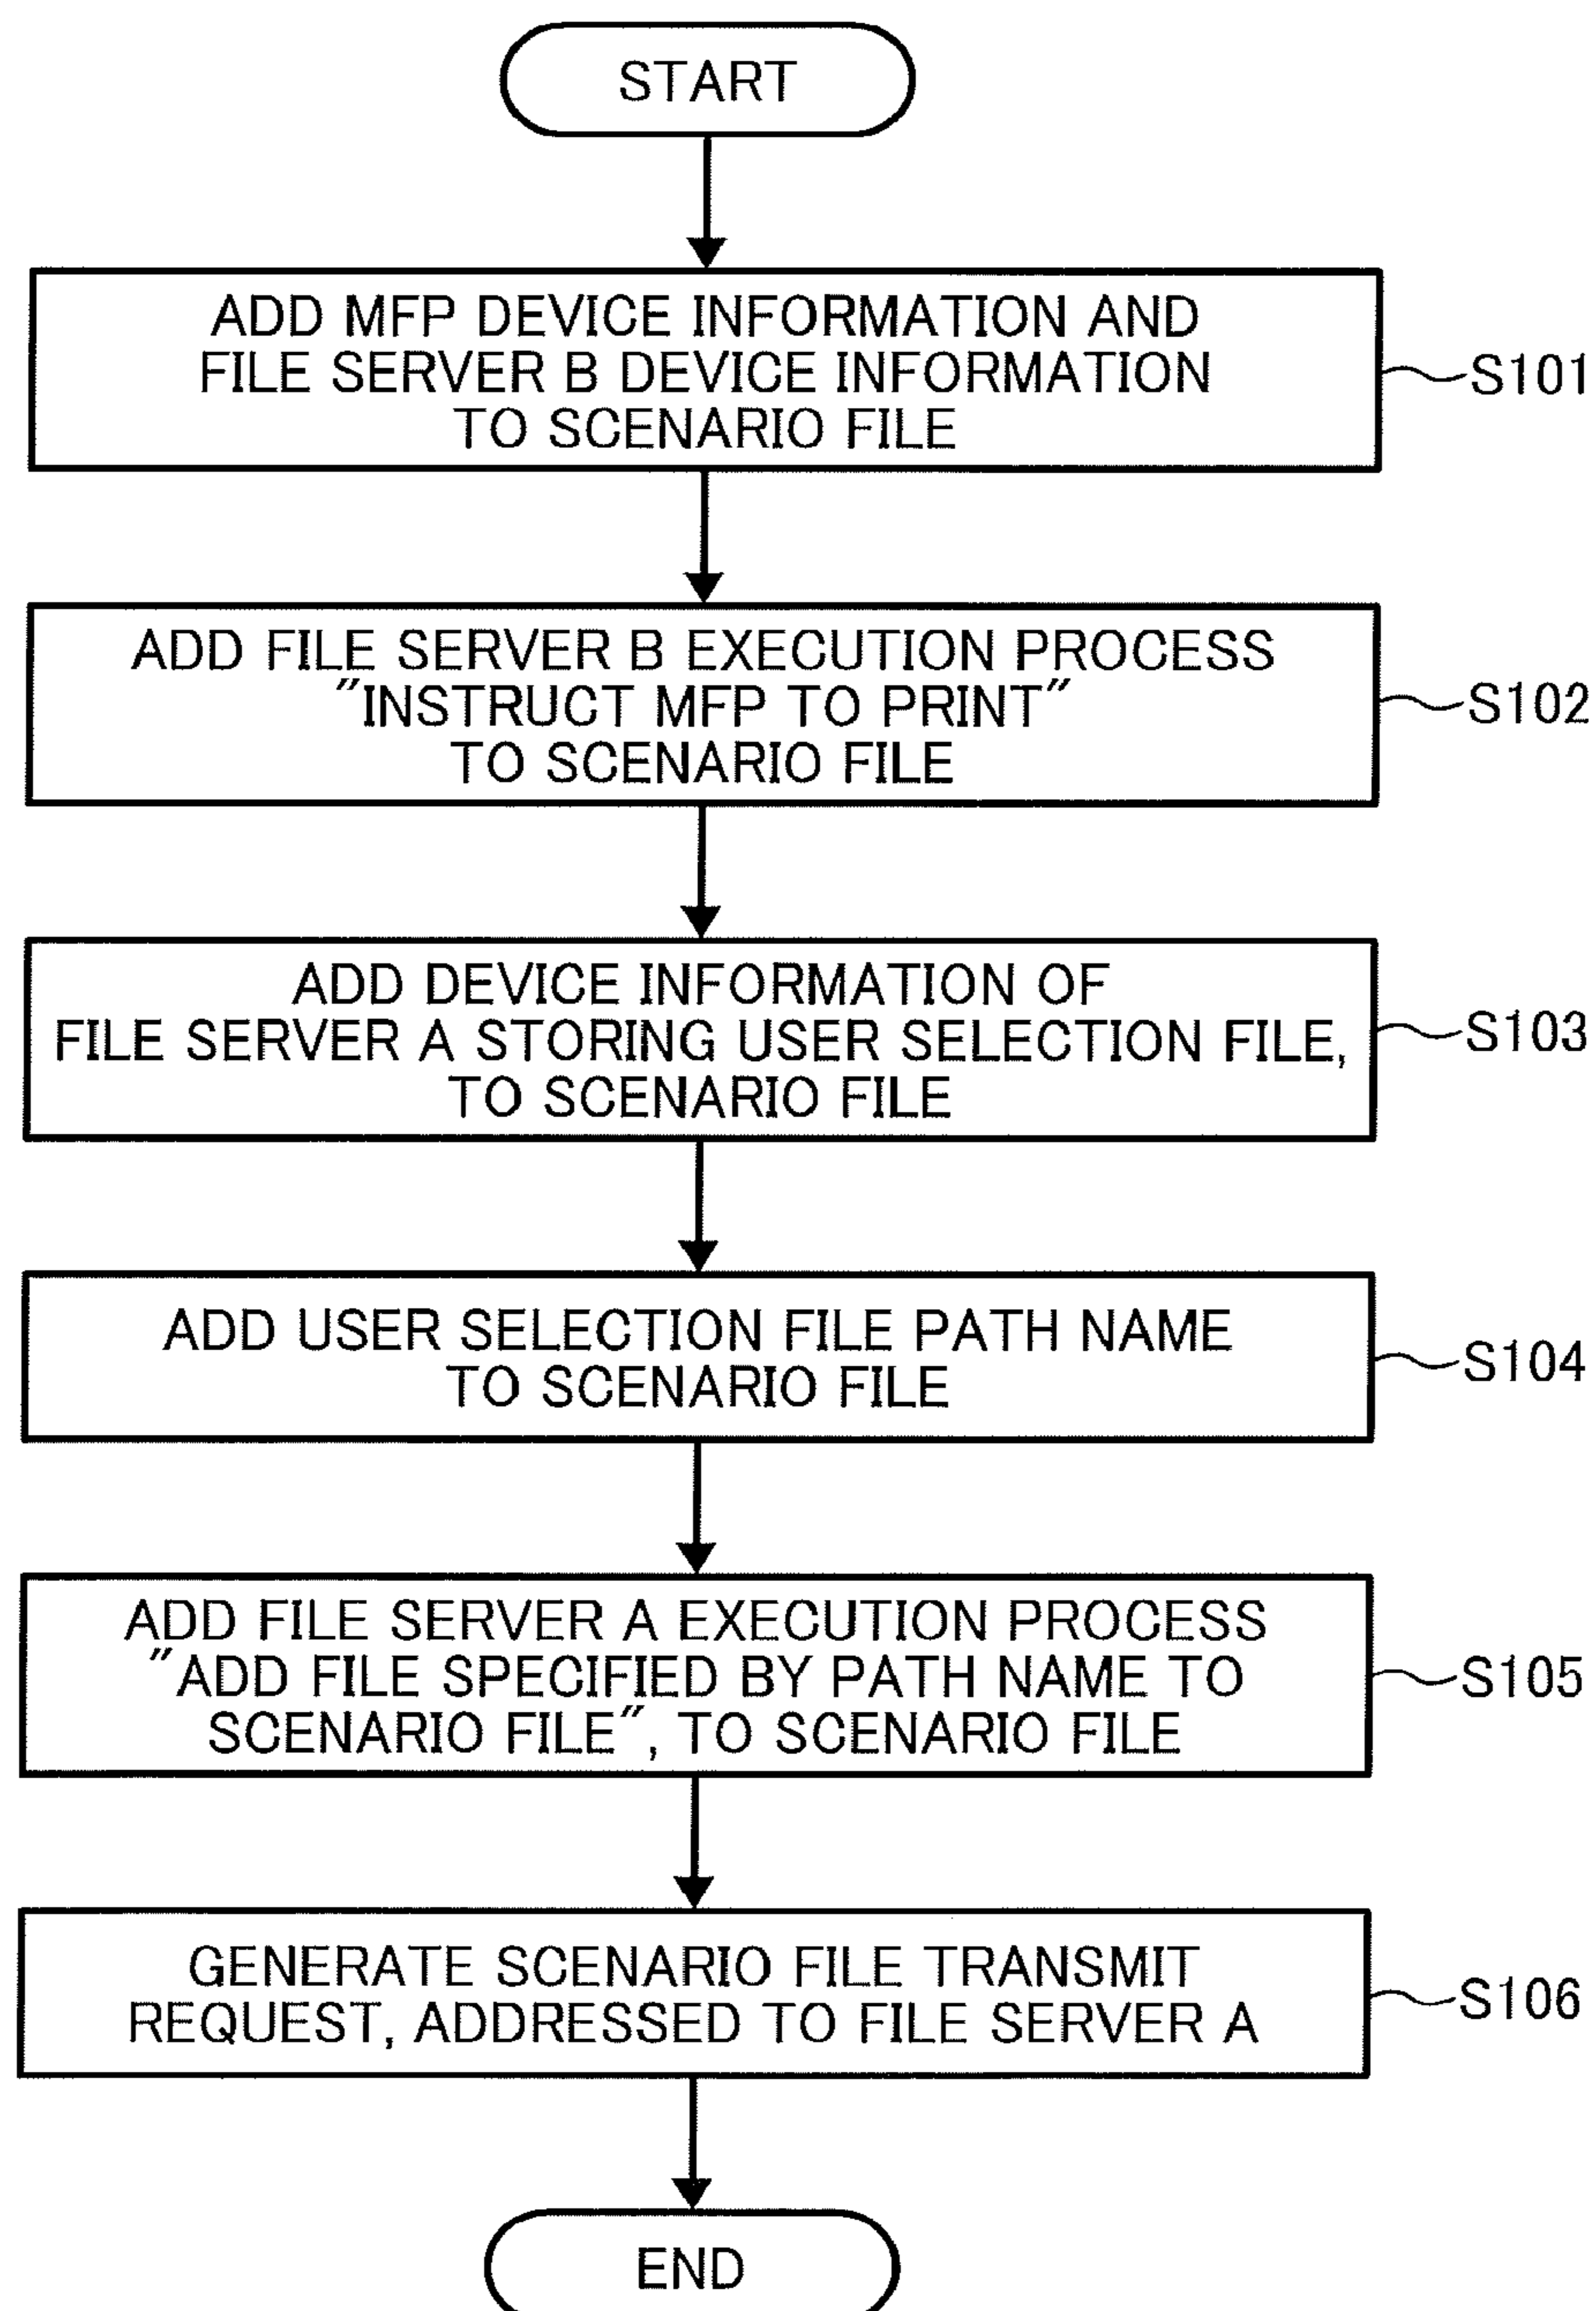 START
ADD MFP DEVICE INFORMATION AND
FILE SERVER B DEVICE INFORMATION
TO SCENARIO FILE
S101
ADD FILE SERVER B EXECUTION PROCESS
"INSTRUCT MFP TO PRINT"
TO SCENARIO FILE
S102
ADD DEVICE INFORMATION OF
FILE SERVER A STORING USER SELECTION FILE,
TO SCENARIO FILE
S103
ADD USER SELECTION FILE PATH NAME
TO SCENARIO FILE
S104
ADD FILE SERVER A EXECUTION PROCESS
"ADD FILE SPECIFIED BY PATH NAME TO
SCENARIO FILE", TO SCENARIO FILE
S105
GENERATE SCENARIO FILE TRANSMIT
REQUEST, ADDRESSED TO FILE SERVER A
S106
END